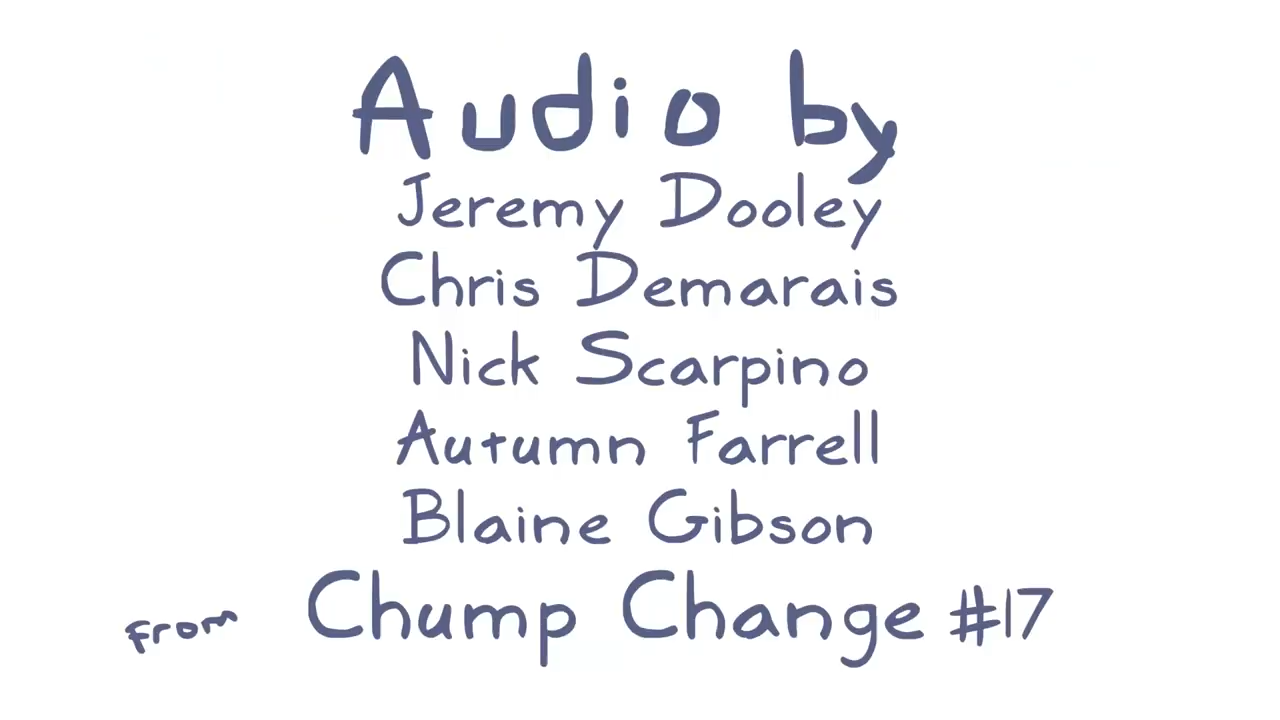 Audio by
Jeremy Dooley
Chris Demarais
Nick Scarpino
Autumn Farrell
Blaine Gibson
from Chump Change #17